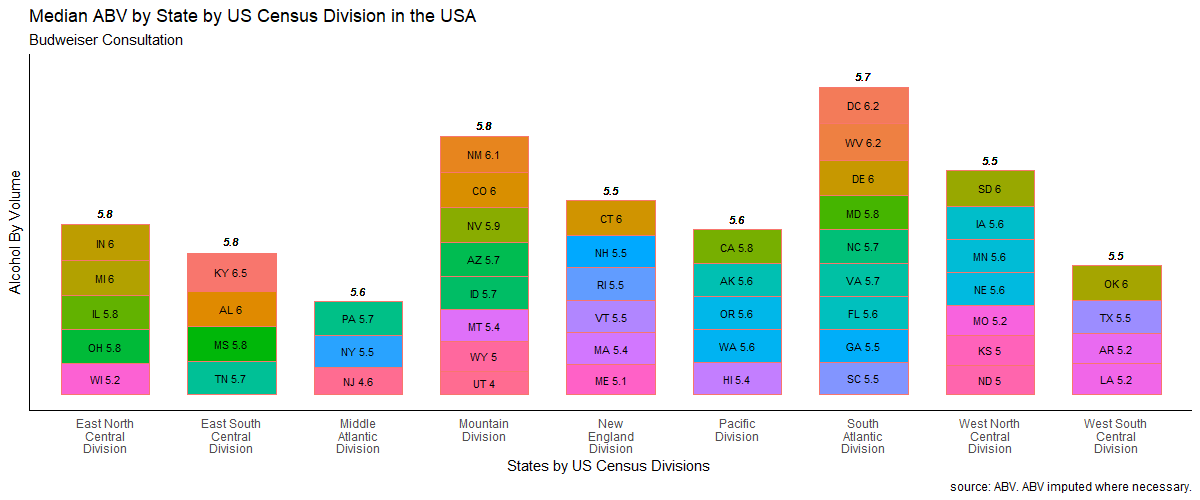 Median ABV by State by US Census Division in the USA
Budweiser Consultation
Alcohol By Volume
5.8
IN 6
MI 6
IL 5.8
OH 5.8
WI 5.2
5.8
KY 6.5
AL 6
MS 5.8
TN 5.7
5.6
PA 5.7
NY 5.5
NJ 4.6
5.8
NM 6.1
CO 6
NV 5.9
AZ 5.7
ID 5.7
MT 5.4
WY 5
UT 4
5.5
CT 6
NH 5.5
RI 5.5
VT 5.5
MA 5.4
ME 5.1
5.6
CA 5.8
AK 5.6
OR 5.6
WA 5.6
HI 5.4
5.7
DC 6.2
WV 6.2
DE 6
MD 5.8
NC 5.7
VA 5.7
FL 5.6
GA 5.5
SC 5.5
5.5
SD 6
IA 5.6
MN 5.6
NE 5.6
MO 5.2
KS 5
ND 5
5.5
OK 6
TX 5.5
AR 5.2
LA 5.2
East North
Central
Division
East South
Central
Division
Middle
Atlantic
Division
Mountain
Division
New
England
Division
Pacific
Division
South
Atlantic
Division
West North
Central
Division
West South
Central
Division
States by US Census Divisions
source: ABV. ABV imputed where necessary.